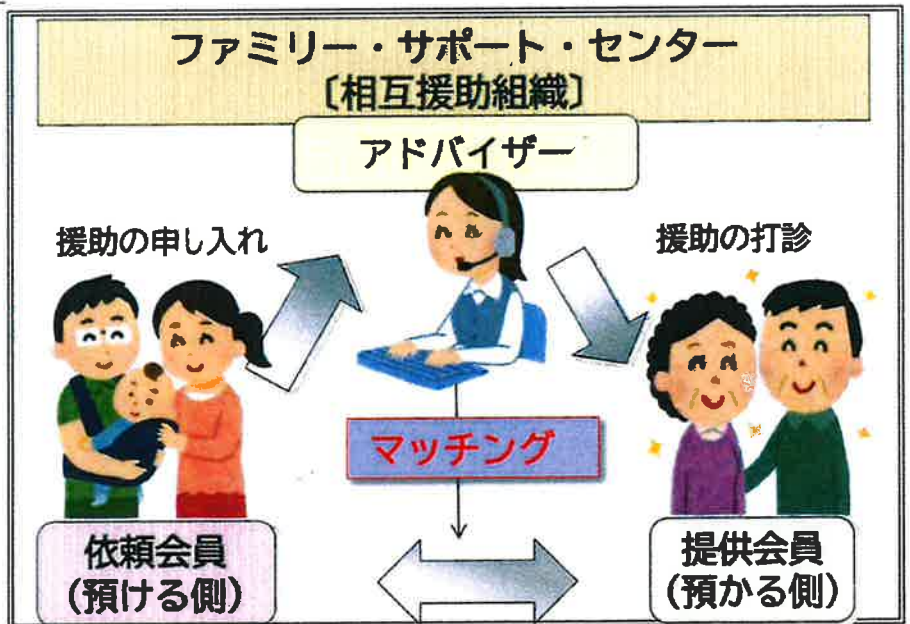 ファミリー・サポート・センター
〔相互援助組織〕
アドバイザー
援助の申し入れ
援助の打診
マッチング
依頼会員
(預ける側)
提供会員
(預かる側)